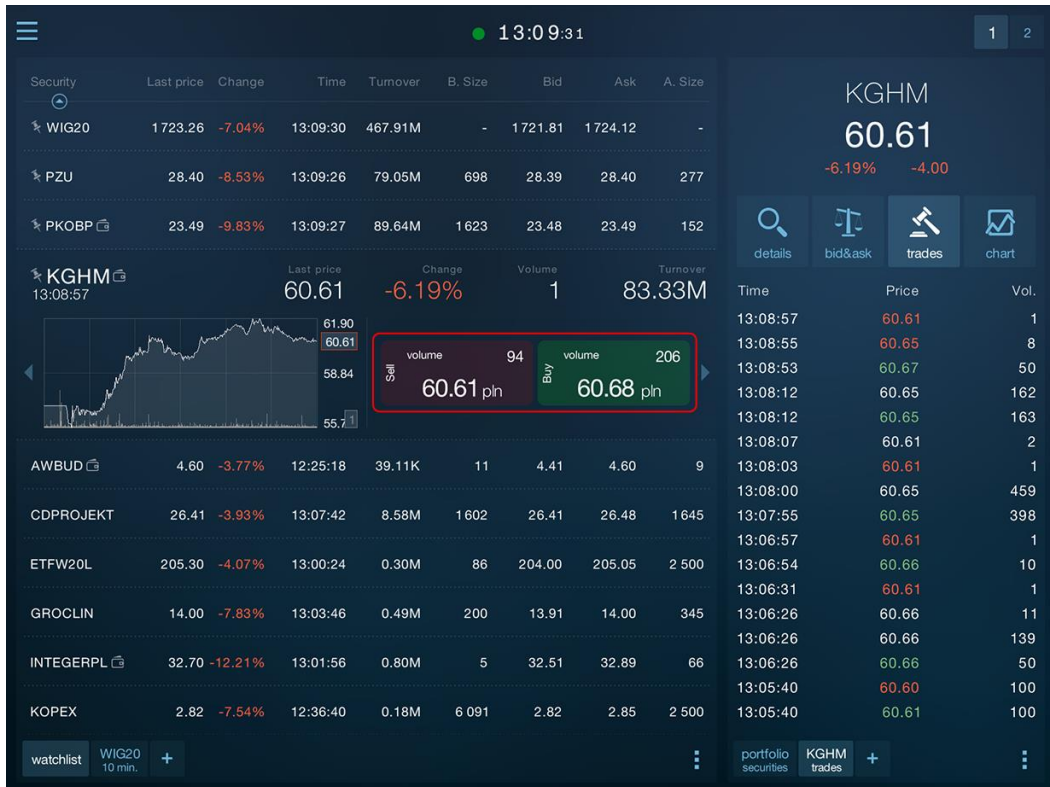 13:09:31
1 2
Security Last price Change Time Turnover B. Size Bid Ask A. Size
WIG20 1 723.26 -7.04% 13:09:30 467.91M - 1 721.81 1 724.12 -
PZU 28.40 -8.53% 13:09:26 79.05M 698 28.39 28.40 277
PKOBP 23.49 -9.83% 13:09:27 89.64M 1 623 23.48 23.49 152
KGHM
13:08:57
Last price Change Volume Turnover
60.61 -6.19% 1 83.33M
61.90
60.61
58.84
55.7
1
Sell
volume 94
60.61 pln
Buy
volume 206
60.68 pln
AWBUD 4.60 -3.77% 12:25:18 39.11K 11 4.41 4.60 9
CDPROJEKT 26.41 -3.93% 13:07:42 8.58M 1 602 26.41 26.48 1 645
ETFW20L 205.30 -4.07% 13:00:24 0.30M 86 204.00 205.05 2 500
GROCLIN 14.00 -7.83% 13:03:46 0.49M 200 13.91 14.00 345
INTEGERPL 32.70 -12.21% 13:01:56 0.80M 5 32.51 32.89 66
KOPEX 2.82 -7.54% 12:36:40 0.18M 6 091 2.82 2.85 2 500
watchlist
WIG20
10 min.
+
KGHM
60.61
-6.19% -4.00
details bid&ask trades chart
Time Price Vol.
13:08:57 60.61 1
13:08:55 60.65 8
13:08:53 60.67 50
13:08:12 60.65 162
13:08:12 60.65 163
13:08:07 60.61 2
13:08:03 60.61 1
13:08:00 60.65 459
13:07:55 60.65 398
13:06:57 60.61 1
13:06:54 60.66 10
13:06:31 60.61 1
13:06:26 60.66 11
13:06:26 60.66 139
13:06:26 60.66 50
13:05:40 60.60 100
13:05:40 60.61 100
portfolio
securities
KGHM
trades
+